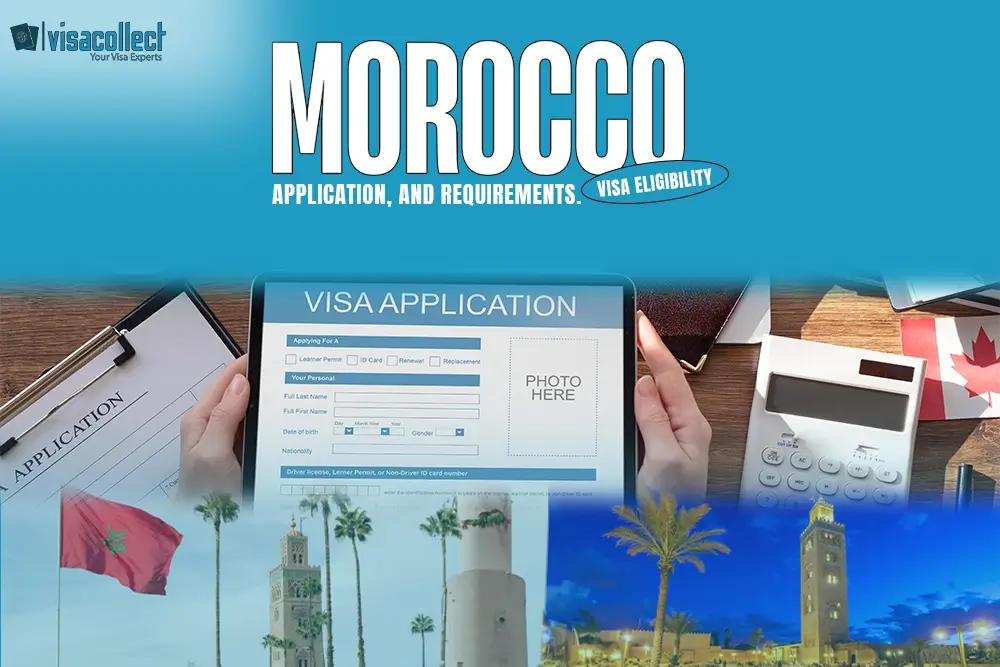 visacollect
Your Visa Experts
MOROCCO
APPLICATION, AND REQUIREMENTS.
VISA ELIGIBILITY
VISA APPLICATION
Applying For A
Learner Permit ID Card Renewal Replacement
Your Personal
Full Last Name
Full First Name
Day Month Year Year
Date of birth Gender
Nationality
PHOTO
HERE
Driver license, Lerner Permit, or Non-Driver ID card number
APPLICATION